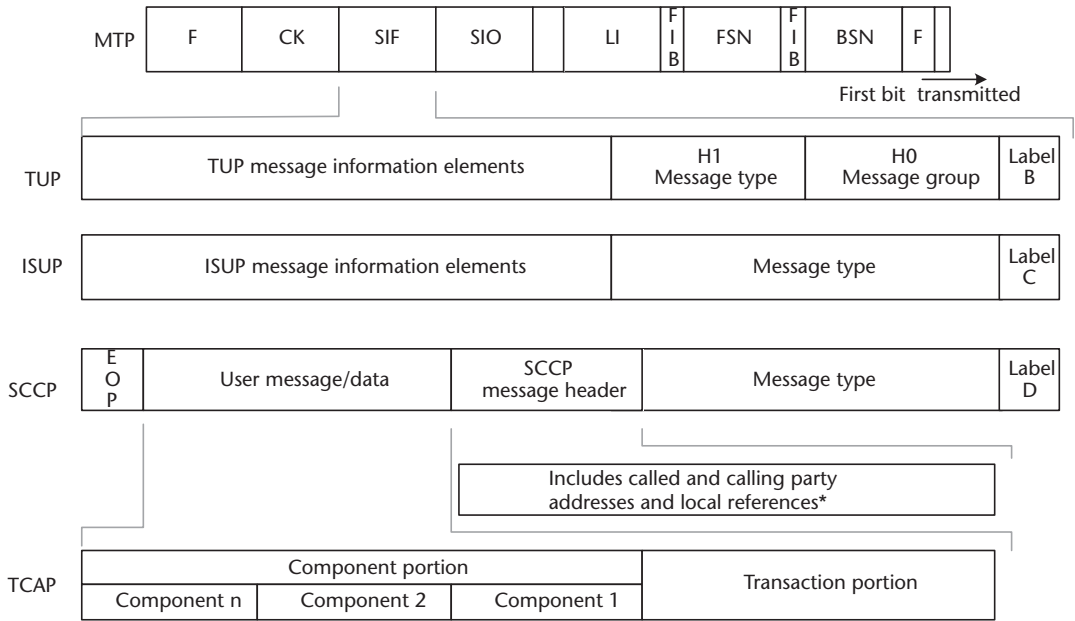 MTP F CK SIF SIO LI FIB FSN FIB BSN F
First bit transmitted
TUP TUP message information elements H1 Message type H0 Message group Label B
ISUP ISUP message information elements Message type Label C
SCCP EOP User message/data SCCP message header Message type Label D
Includes called and calling party
addresses and local references*
TCAP Component portion Transaction portion
Component n Component 2 Component 1